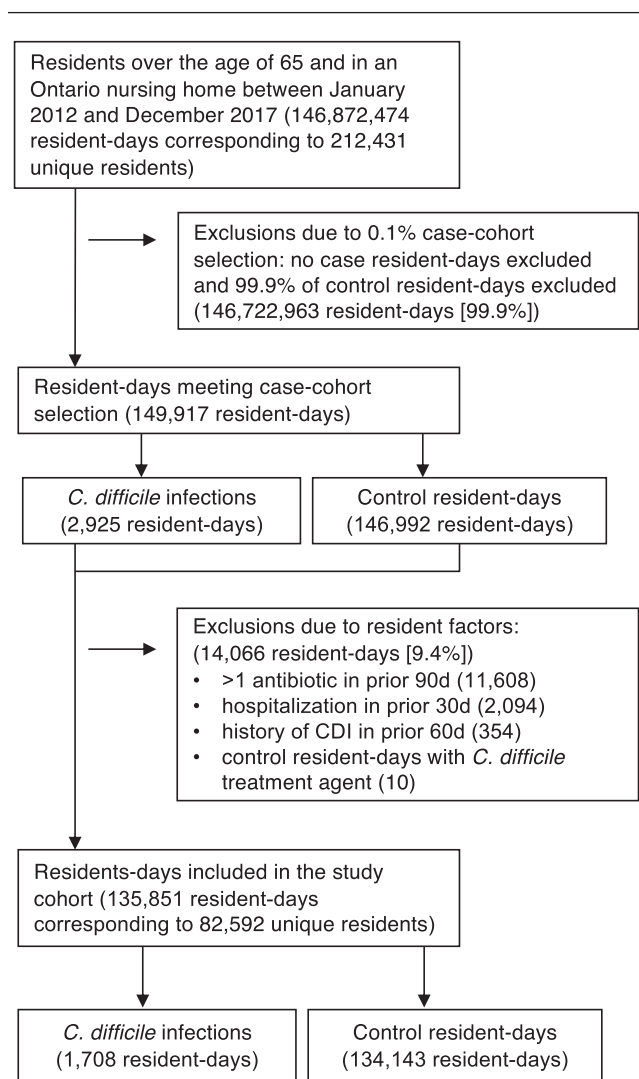 Residents over the age of 65 and in an
Ontario nursing home between January
2012 and December 2017 (146,872,474
resident-days corresponding to 212,431
unique residents)
Exclusions due to 0.1% case-cohort
selection: no case resident-days excluded
and 99.9% of control resident-days excluded
(146,722,963 resident-days [99.9%])
Resident-days meeting case-cohort
selection (149,917 resident-days)
C. difficile infections
(2,925 resident-days)
Control resident-days
(146,992 resident-days)
Exclusions due to resident factors:
(14,066 resident-days [9.4%])
• >1 antibiotic in prior 90d (11,608)
• hospitalization in prior 30d (2,094)
• history of CDI in prior 60d (354)
• control resident-days with C. difficile
treatment agent (10)
Residents-days included in the study
cohort (135,851 resident-days
corresponding to 82,592 unique residents)
C. difficile infections
(1,708 resident-days)
Control resident-days
(134,143 resident-days)